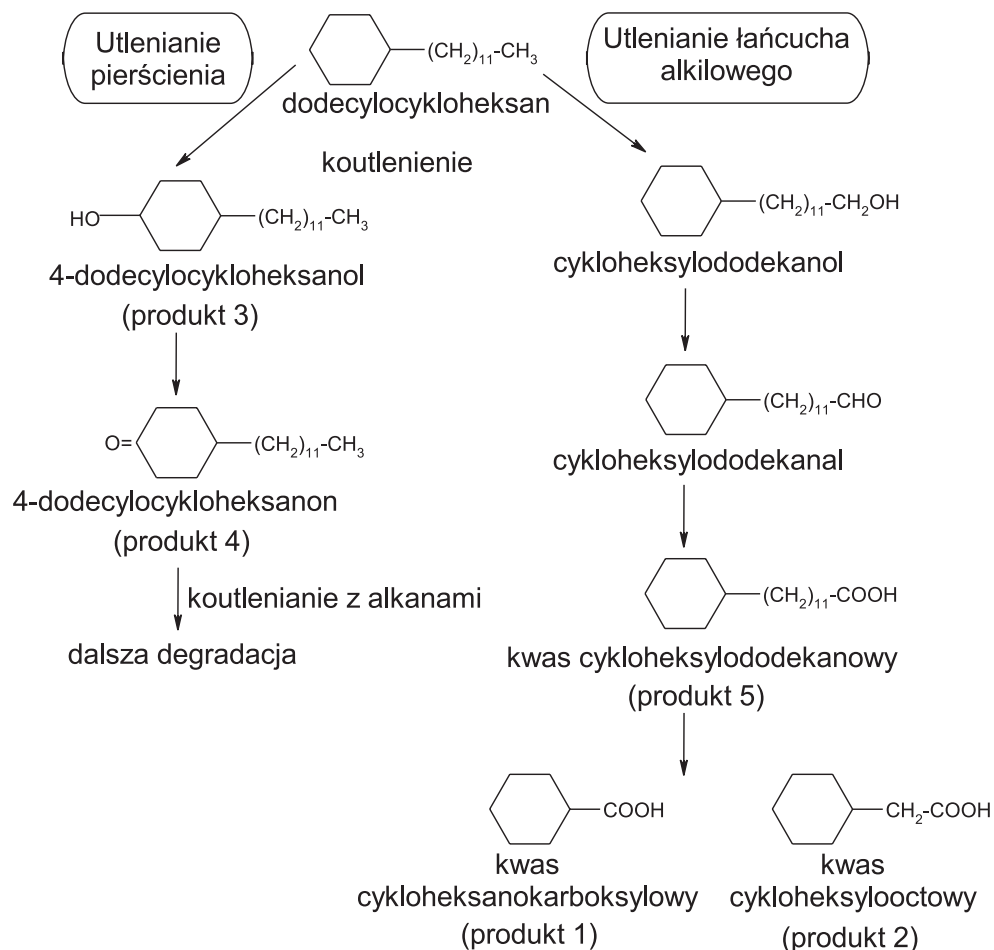 Utlenianie
pierścienia
(CH2)11-CH3
dodecylocykloheksan
Utlenianie łańcucha
alkilowego
koutlenienie
HO
(CH2)11-CH3
4-dodecylocykloheksanol
(produkt 3)
(CH2)11-CH2OH
cykloheksylododekanol
O=
(CH2)11-CH3
4-dodecylocykloheksanon
(produkt 4)
(CH2)11-CHO
cykloheksylododekanal
koutlenianie z alkanami
dalsza degradacja
(CH2)11-COOH
kwas cykloheksylododekanowy
(produkt 5)
COOH
kwas
cykloheksanokarboksylowy
(produkt 1)
CH2-COOH
kwas
cykloheksylooctowy
(produkt 2)